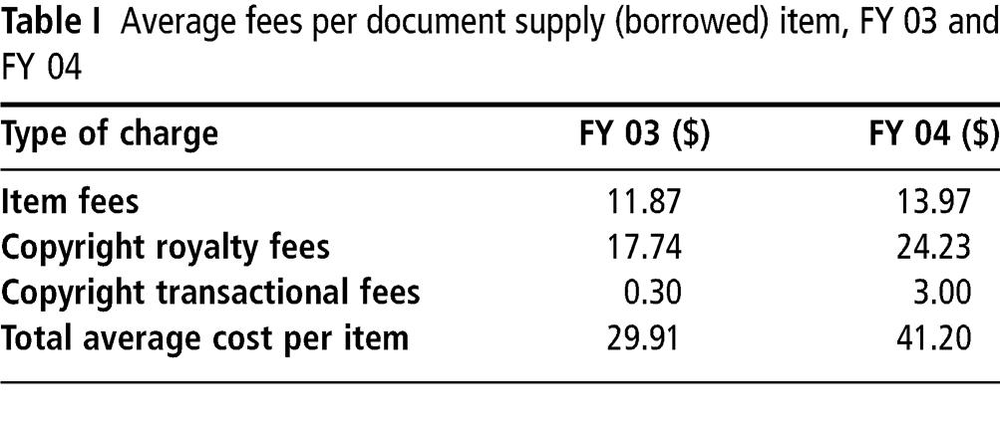 Table I Average fees per document supply (borrowed) item, FY 03 and
FY 04
Type of charge FY 03 ($) FY 04 ($)
Item fees 11.87 13.97
Copyright royalty fees 17.74 24.23
Copyright transactional fees 0.30 3.00
Total average cost per item 29.91 41.20